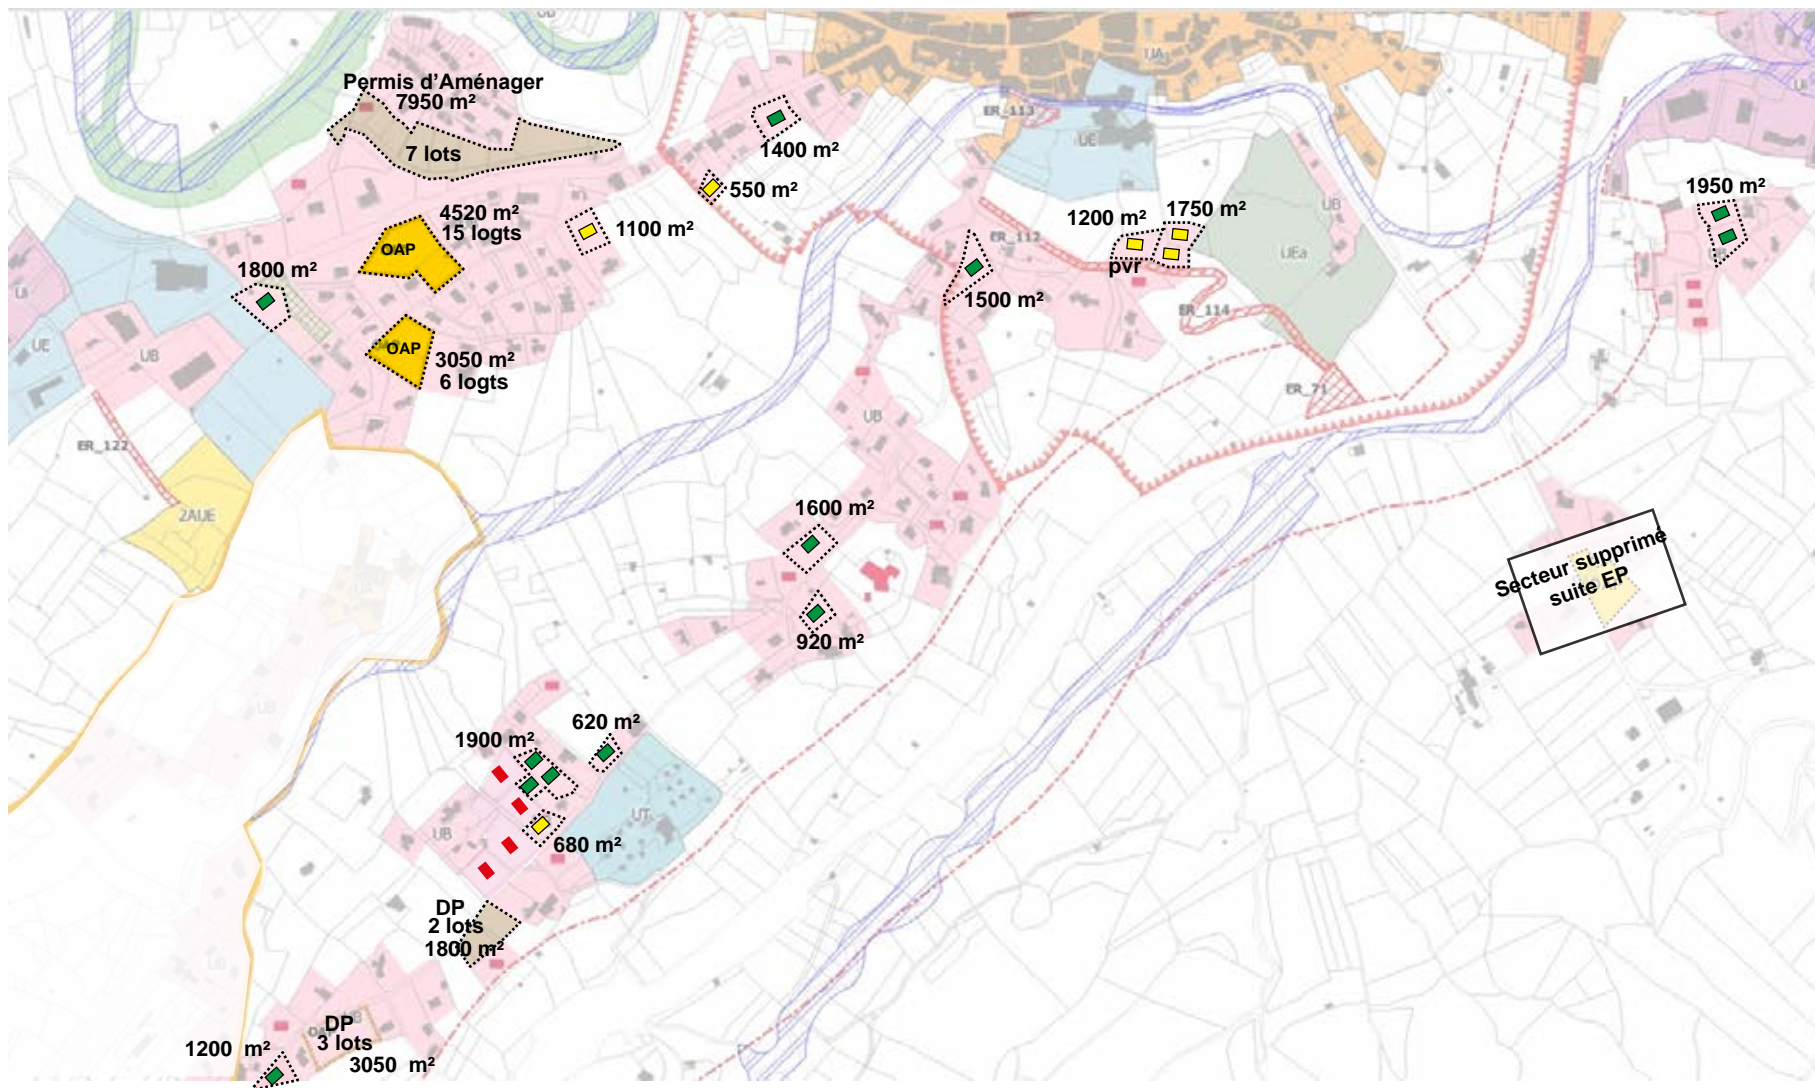 UA
Permis d'Aménager
7950 m²
7 lots
ER_113
UE
1400 m²
550 m²
1950 m²
1200 m²
1750 m²
UB
4520 m²
15 logts
OAP
1100 m²
ER_112
pvr
UEa
1800 m²
1500 m²
ER_114
UE
UB
OAP
3050 m²
6 logts
ER_71
UB
ER_122
2AUE
1600 m²
Secteur supprimé
suite EP
920 m²
UB
620 m²
1900 m²
UT
UB
680 m²
DP
2 lots
1800 m²
UB
DP
3 lots
1200 m²
3050 m²